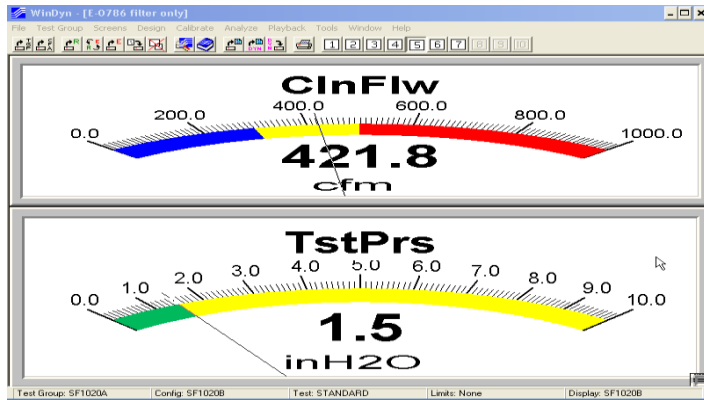 WinDyn - [E-0786 filter only]
File Test Group Screens Design Calibrate Analyze Playback Tools Window Help
1 2 3 4 5 6 7 8 9 10
ClnFlw
0.0 200.0 400.0 600.0 800.0 1000.0
421.8
cfm
TstPrs
0.0 1.0 2.0 3.0 4.0 5.0 6.0 7.0 8.0 9.0 10.0
1.5
inH2O
Test Group: SF1020A Config: SF1020B Test: STANDARD Limits: None Display: SF1020B